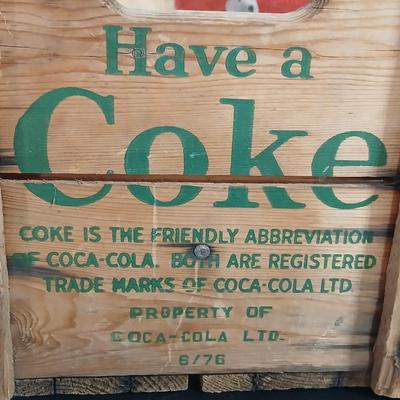 Have a
Coke
COKE IS THE FRIENDLY ABBREVIATION
OF COCA-COLA. BOTH ARE REGISTERED
TRADE MARKS OF COCA-COLA LTD
PROPERTY OF
COCA-COLA LTD.
6/76